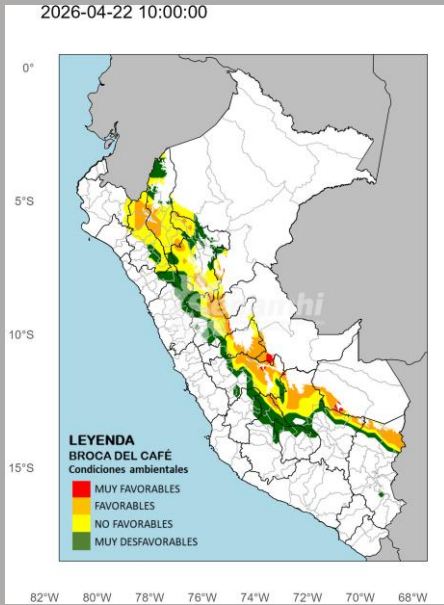 2026-04-22 10:00:00
0°
5°S
10°S
15°S
Senamhi
LEYENDA
BROCA DEL CAFÉ
Condiciones ambientales
MUY FAVORABLES
FAVORABLES
NO FAVORABLES
MUY DESFAVORABLES
82°W 80°W 78°W 76°W 74°W 72°W 70°W 68°W